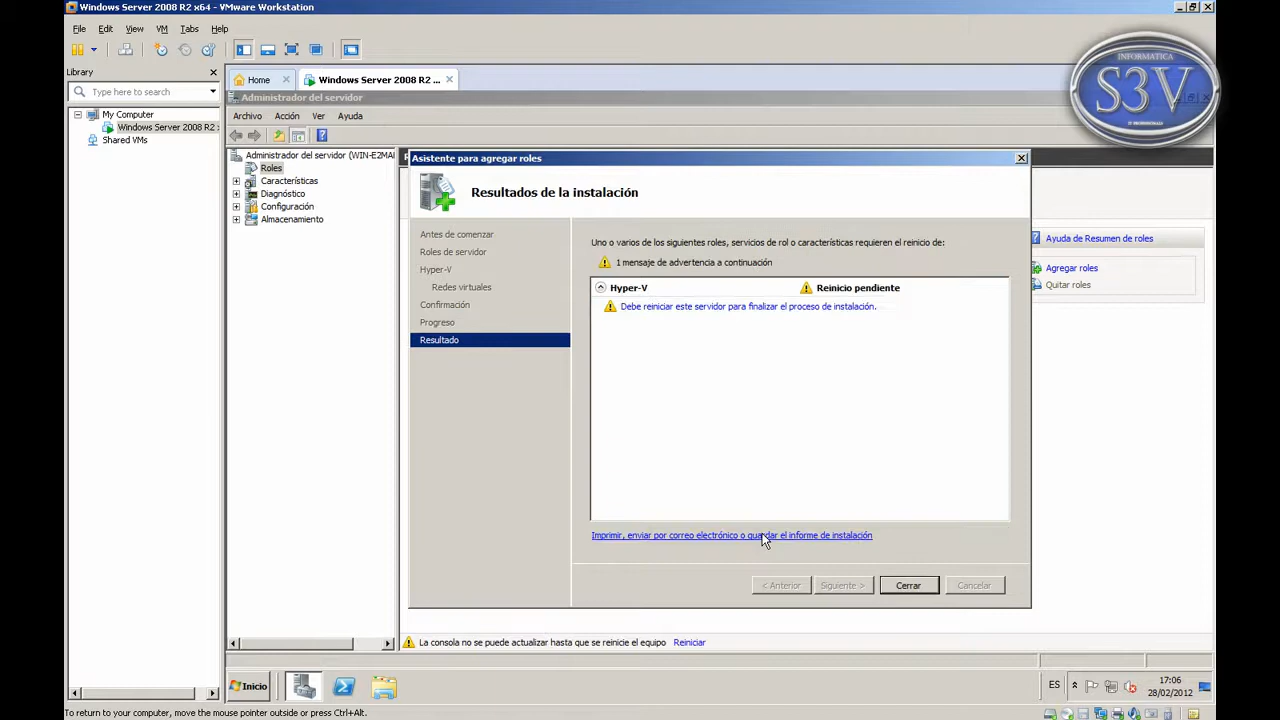 Windows Server 2008 R2 x64 - VMware Workstation
File Edit View VM Tabs Help
INFORMATICA
S3V
Library
Type here to search
Home
Windows Server 2008 R2 ...
My Computer
Windows Server 2008 R2
Shared VMs
Administrador del servidor
Archivo Acción Ver Ayuda
Administrador del servidor (WIN-E2MA
Roles
Características
Diagnóstico
Configuración
Almacenamiento
Asistente para agregar roles
Resultados de la instalación
Antes de comenzar
Roles de servidor
Hyper-V
Redes virtuales
Confirmación
Progreso
Resultado
Uno o varios de los siguientes roles, servicios de rol o características requieren el reinicio de:
1 mensaje de advertencia a continuación
Hyper-V Reinicio pendiente
Debe reiniciar este servidor para finalizar el proceso de instalación.
Imprimir, enviar por correo electrónico o guardar el informe de instalación
< Anterior Siguiente > Cerrar Cancelar
Ayuda de Resumen de roles
Agregar roles
Quitar roles
La consola no se puede actualizar hasta que se reinicie el equipo Reiniciar
Inicio
ES
17:06
28/02/2012
To return to your computer, move the mouse pointer outside or press Ctrl+Alt.